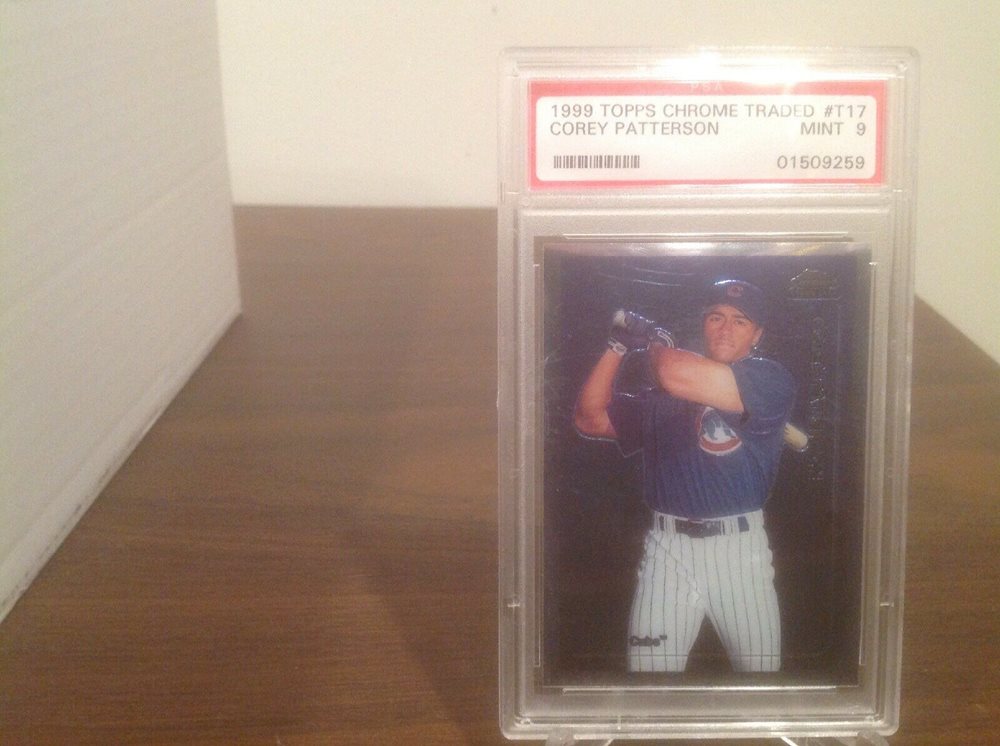 PSA
1999 TOPPS CHROME TRADED #T17
COREY PATTERSON MINT 9
01509259
C
Cubs